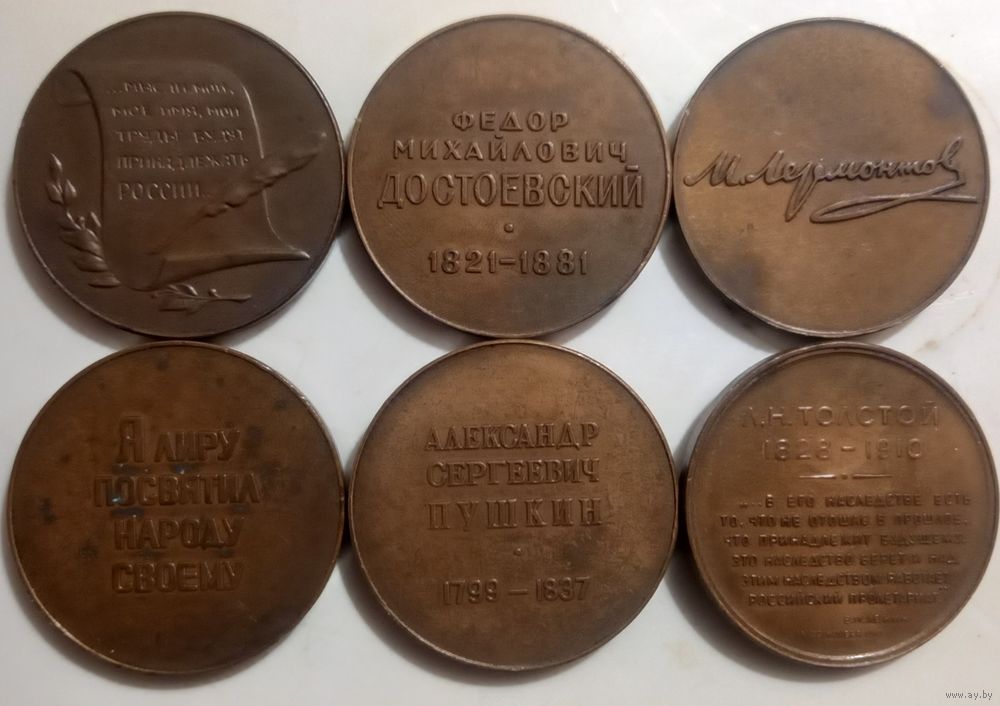 ...МЫСЛИ МОИ,
МОЕ ИМЯ, МОИ
ТРУДЫ БУДУТ
ПРИНАДЛЕЖАТЬ
РОССИИ...
ФЕДОР
МИХАЙЛОВИЧ
ДОСТОЕВСКИЙ
1821-1881
М. Лермонтов
Я ЛИРУ
ПОСВЯТИЛ
НАРОДУ
СВОЕМУ
АЛЕКСАНДР
СЕРГЕЕВИЧ
ПУШКИН
1799-1837
Л.Н. ТОЛСТОЙ
1828-1910
"...В ЕГО НАСЛЕДСТВЕ ЕСТЬ
ТО, ЧТО НЕ ОТОШЛО В ПРОШЛОЕ,
ЧТО ПРИНАДЛЕЖИТ БУДУЩЕМУ.
ЭТО НАСЛЕДСТВО БЕРЕТ И НАД
ЭТИМ НАСЛЕДСТВОМ РАБОТАЕТ
РОССИЙСКИЙ ПРОЛЕТАРИАТ"
www.ay.by